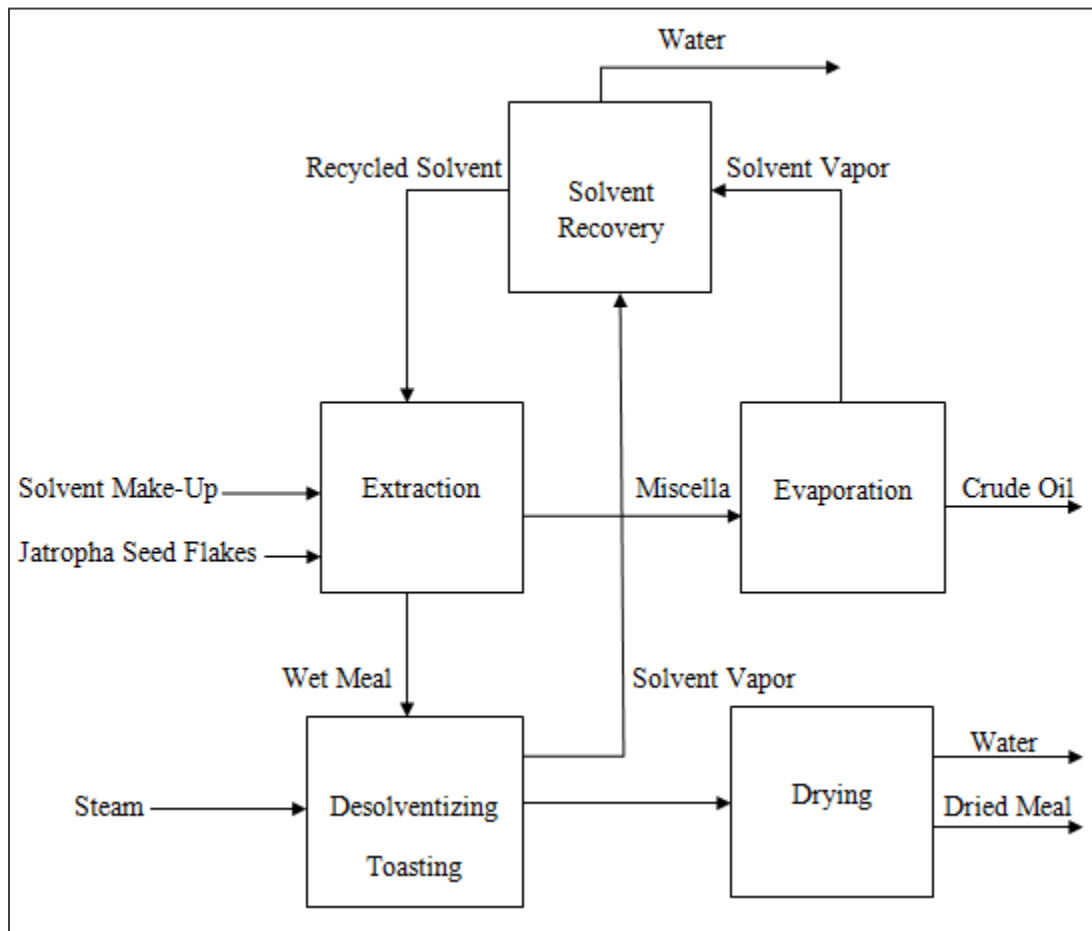 Water
Recycled Solvent
Solvent Vapor
Solvent
Recovery
Solvent Make-Up
Extraction
Miscella
Evaporation
Crude Oil
Jatropha Seed Flakes
Wet Meal
Solvent Vapor
Water
Steam
Desolventizing
Toasting
Drying
Dried Meal